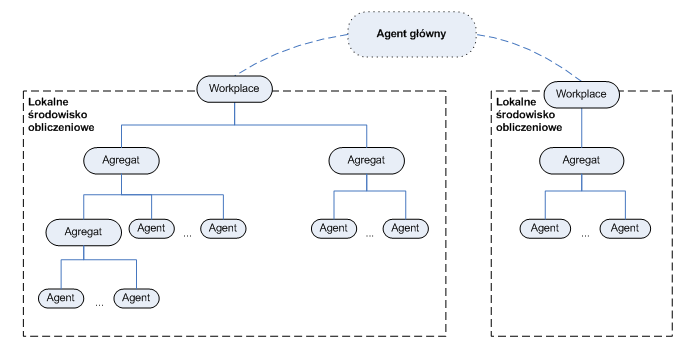 Agent główny
Workplace
Workplace
Lokalne
środowisko
obliczeniowe
Lokalne
środowisko
obliczeniowe
Agregat
Agregat
Agregat
Agregat
Agent
...
Agent
Agent
...
Agent
Agent
...
Agent
Agent
...
Agent